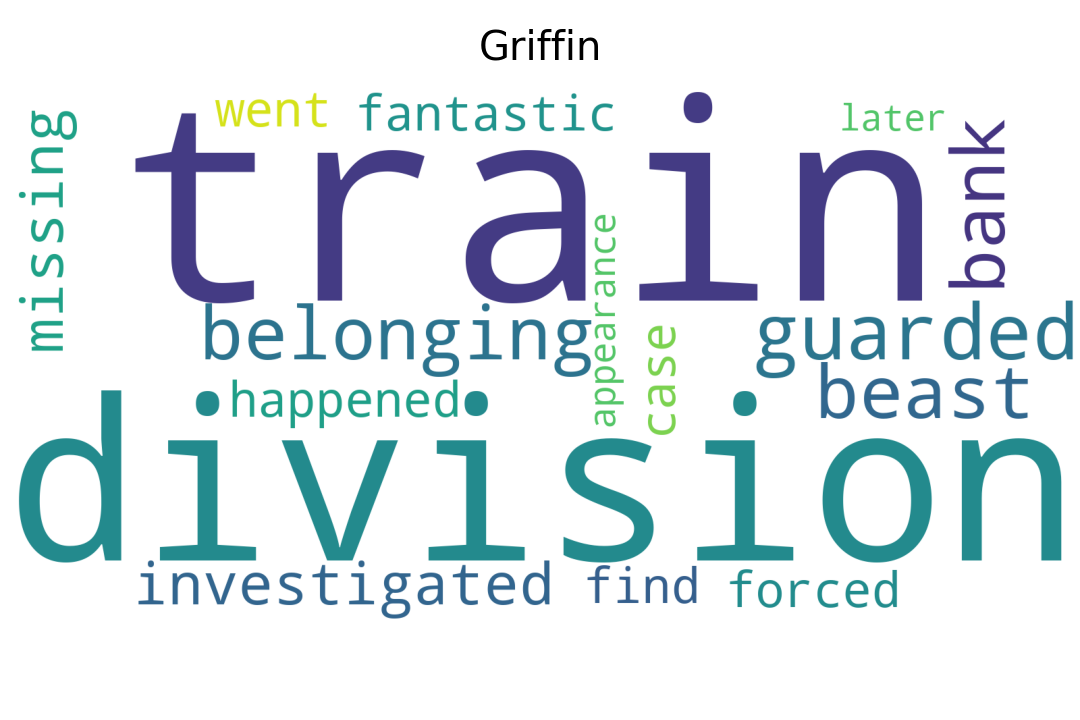 Griffin
went
fantastic
later
missing
train
bank
appearance
belonging
guarded
case
happened
beast
division
investigated
find
forced